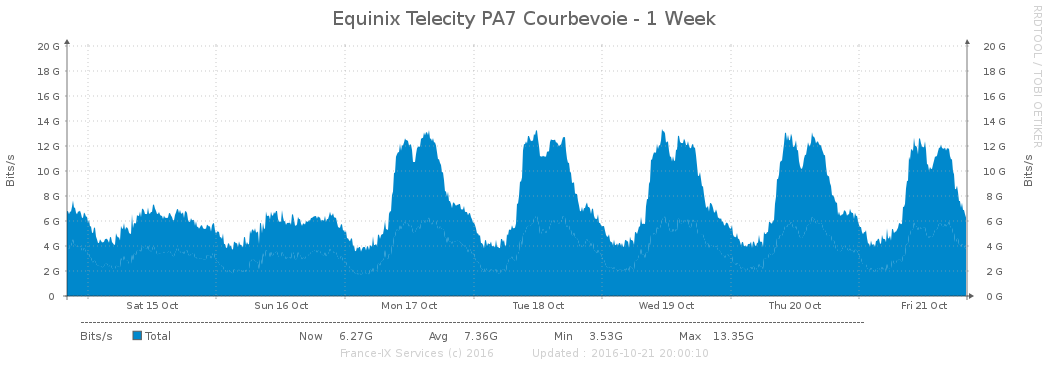 Equinix Telecity PA7 Courbevoie - 1 Week
RRDTOOL / TOBI OETIKER
Bits/s
20 G 20 G
18 G 18 G
16 G 16 G
14 G 14 G
12 G 12 G
10 G 10 G
8 G 8 G
6 G 6 G
4 G 4 G
2 G 2 G
0 0 G
Bits/s
Sat 15 Oct Sun 16 Oct Mon 17 Oct Tue 18 Oct Wed 19 Oct Thu 20 Oct Fri 21 Oct
Bits/s Total Now 6.27G Avg 7.36G Min 3.53G Max 13.35G
France-IX Services (c) 2016 Updated : 2016-10-21 20:00:10